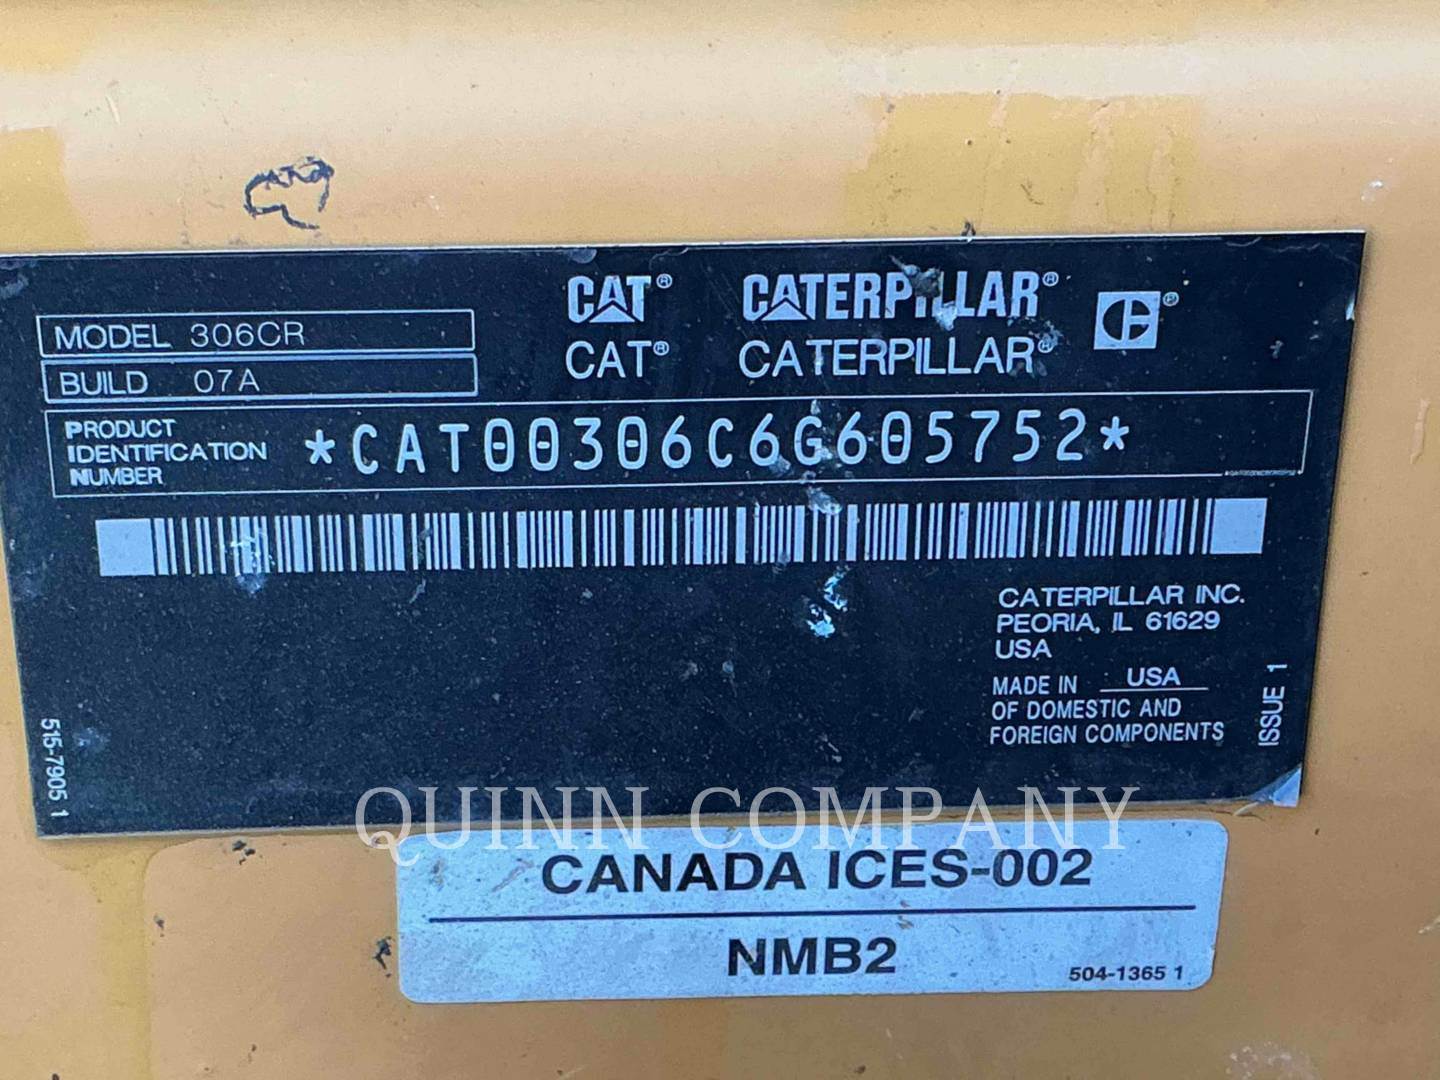 CAT® CATERPILLAR® ®
CAT® CATERPILLAR®
MODEL 306CR
BUILD 07A
PRODUCT
IDENTIFICATION
NUMBER
*CAT00306C6G605752*
CATERPILLAR INC.
PEORIA, IL 61629
USA
MADE IN USA
OF DOMESTIC AND
FOREIGN COMPONENTS
ISSUE 1
515-7905 1
QUINN COMPANY
CANADA ICES-002
NMB2
504-1365 1